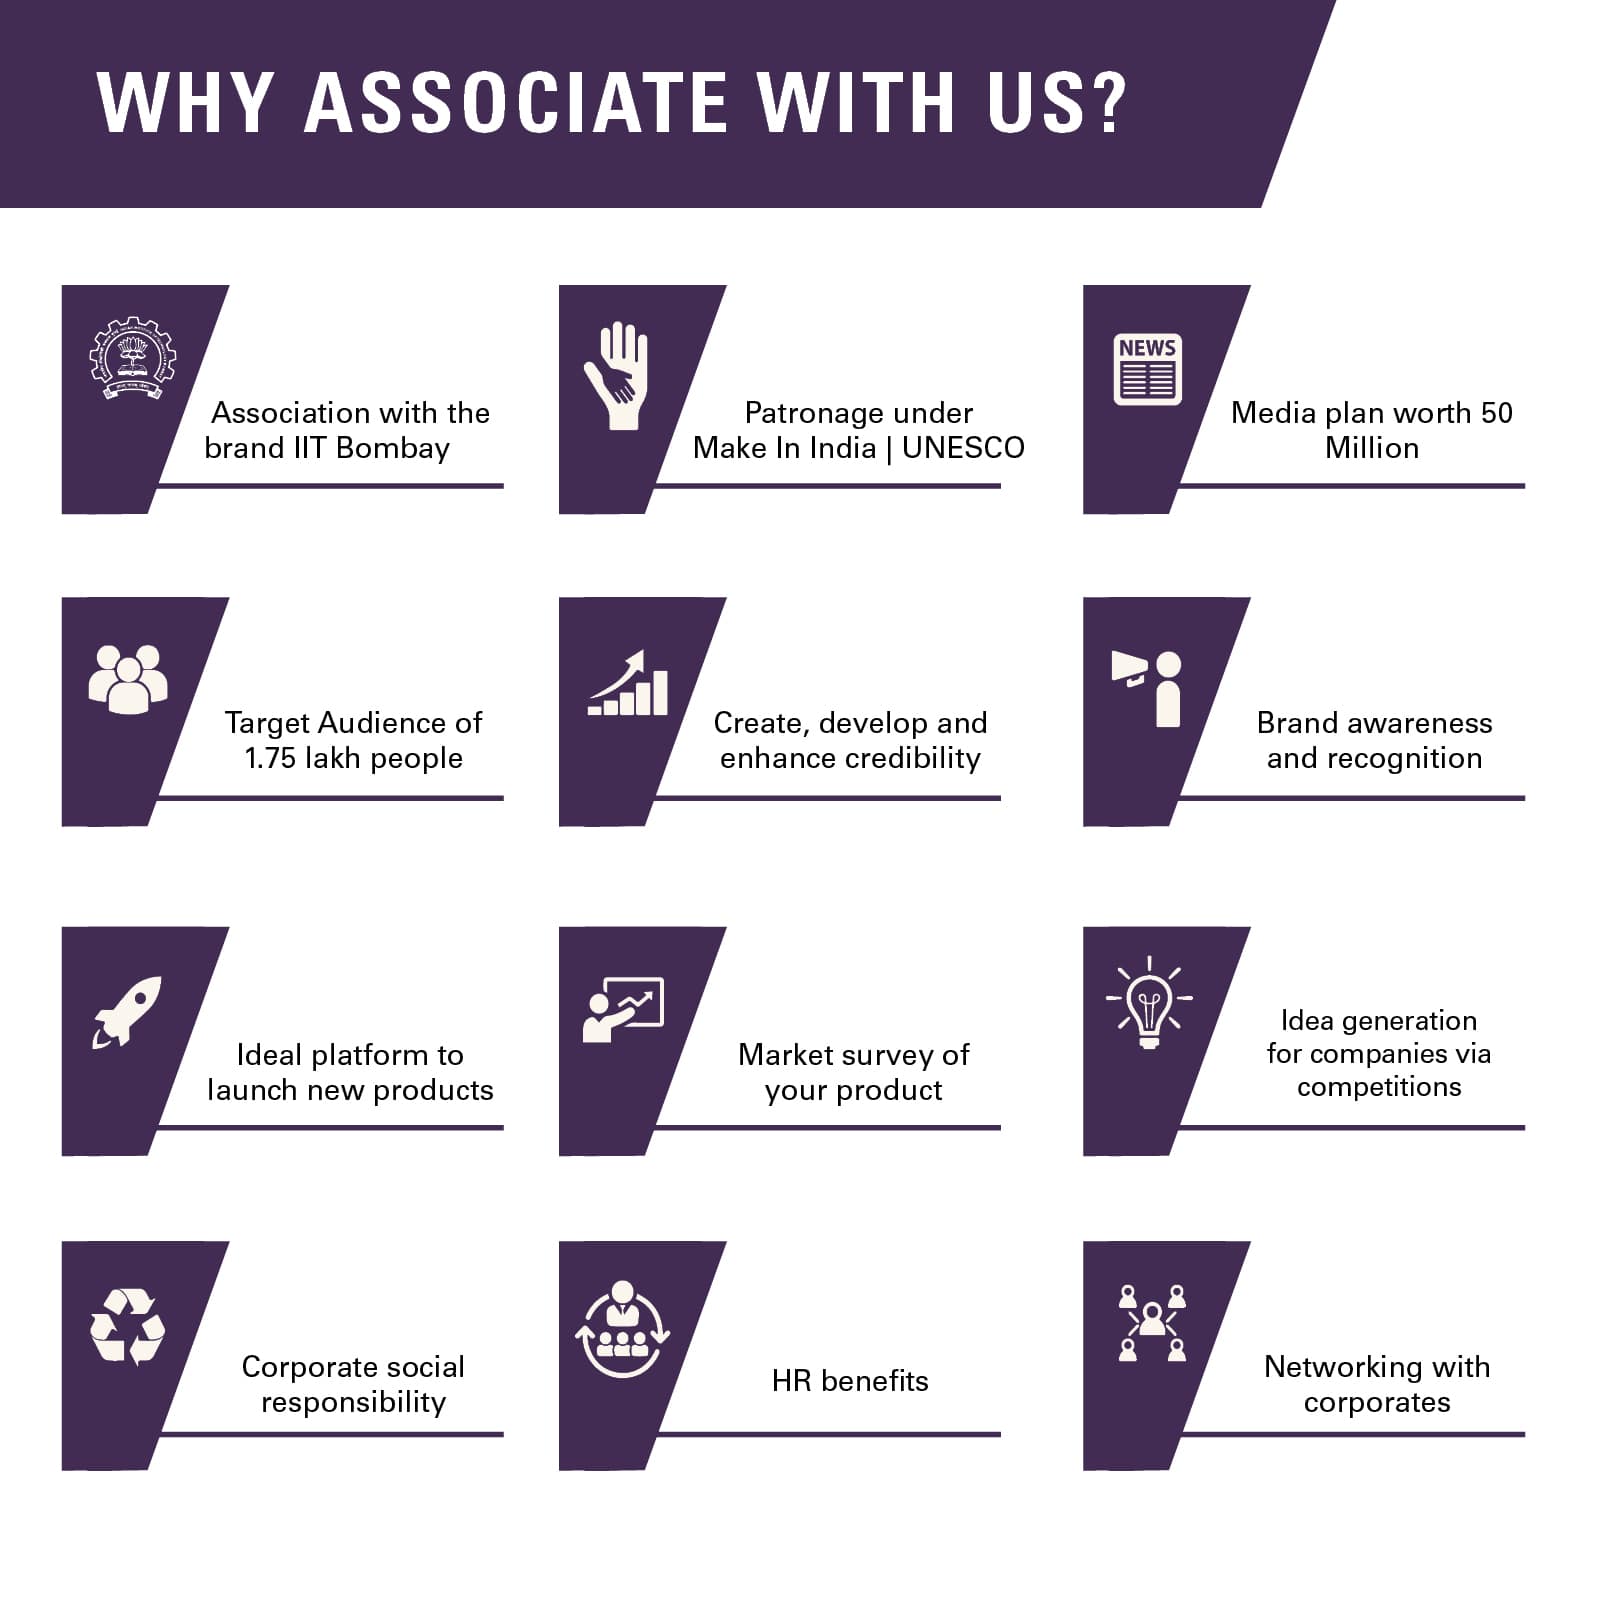 WHY ASSOCIATE WITH US?
Association with the
brand IIT Bombay
Patronage under
Make In India | UNESCO
NEWS
Media plan worth 50
Million
Target Audience of
1.75 lakh people
Create, develop and
enhance credibility
Brand awareness
and recognition
Ideal platform to
launch new products
Market survey of
your product
Idea generation
for companies via
competitions
Corporate social
responsibility
HR benefits
Networking with
corporates